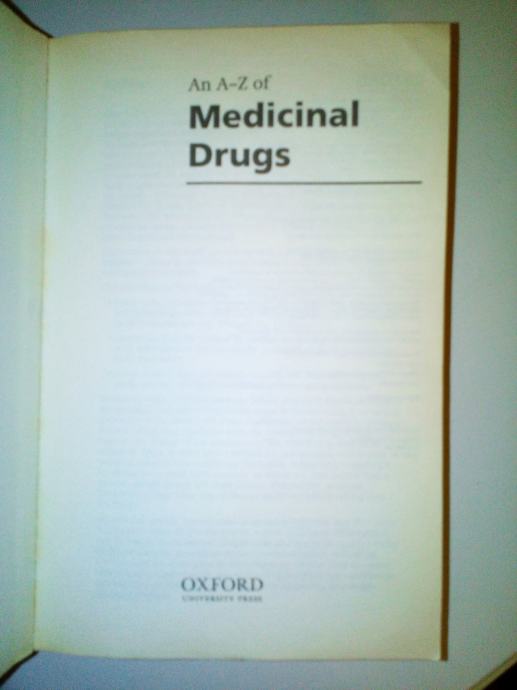 An A–Z of
Medicinal
Drugs
OXFORD
UNIVERSITY PRESS